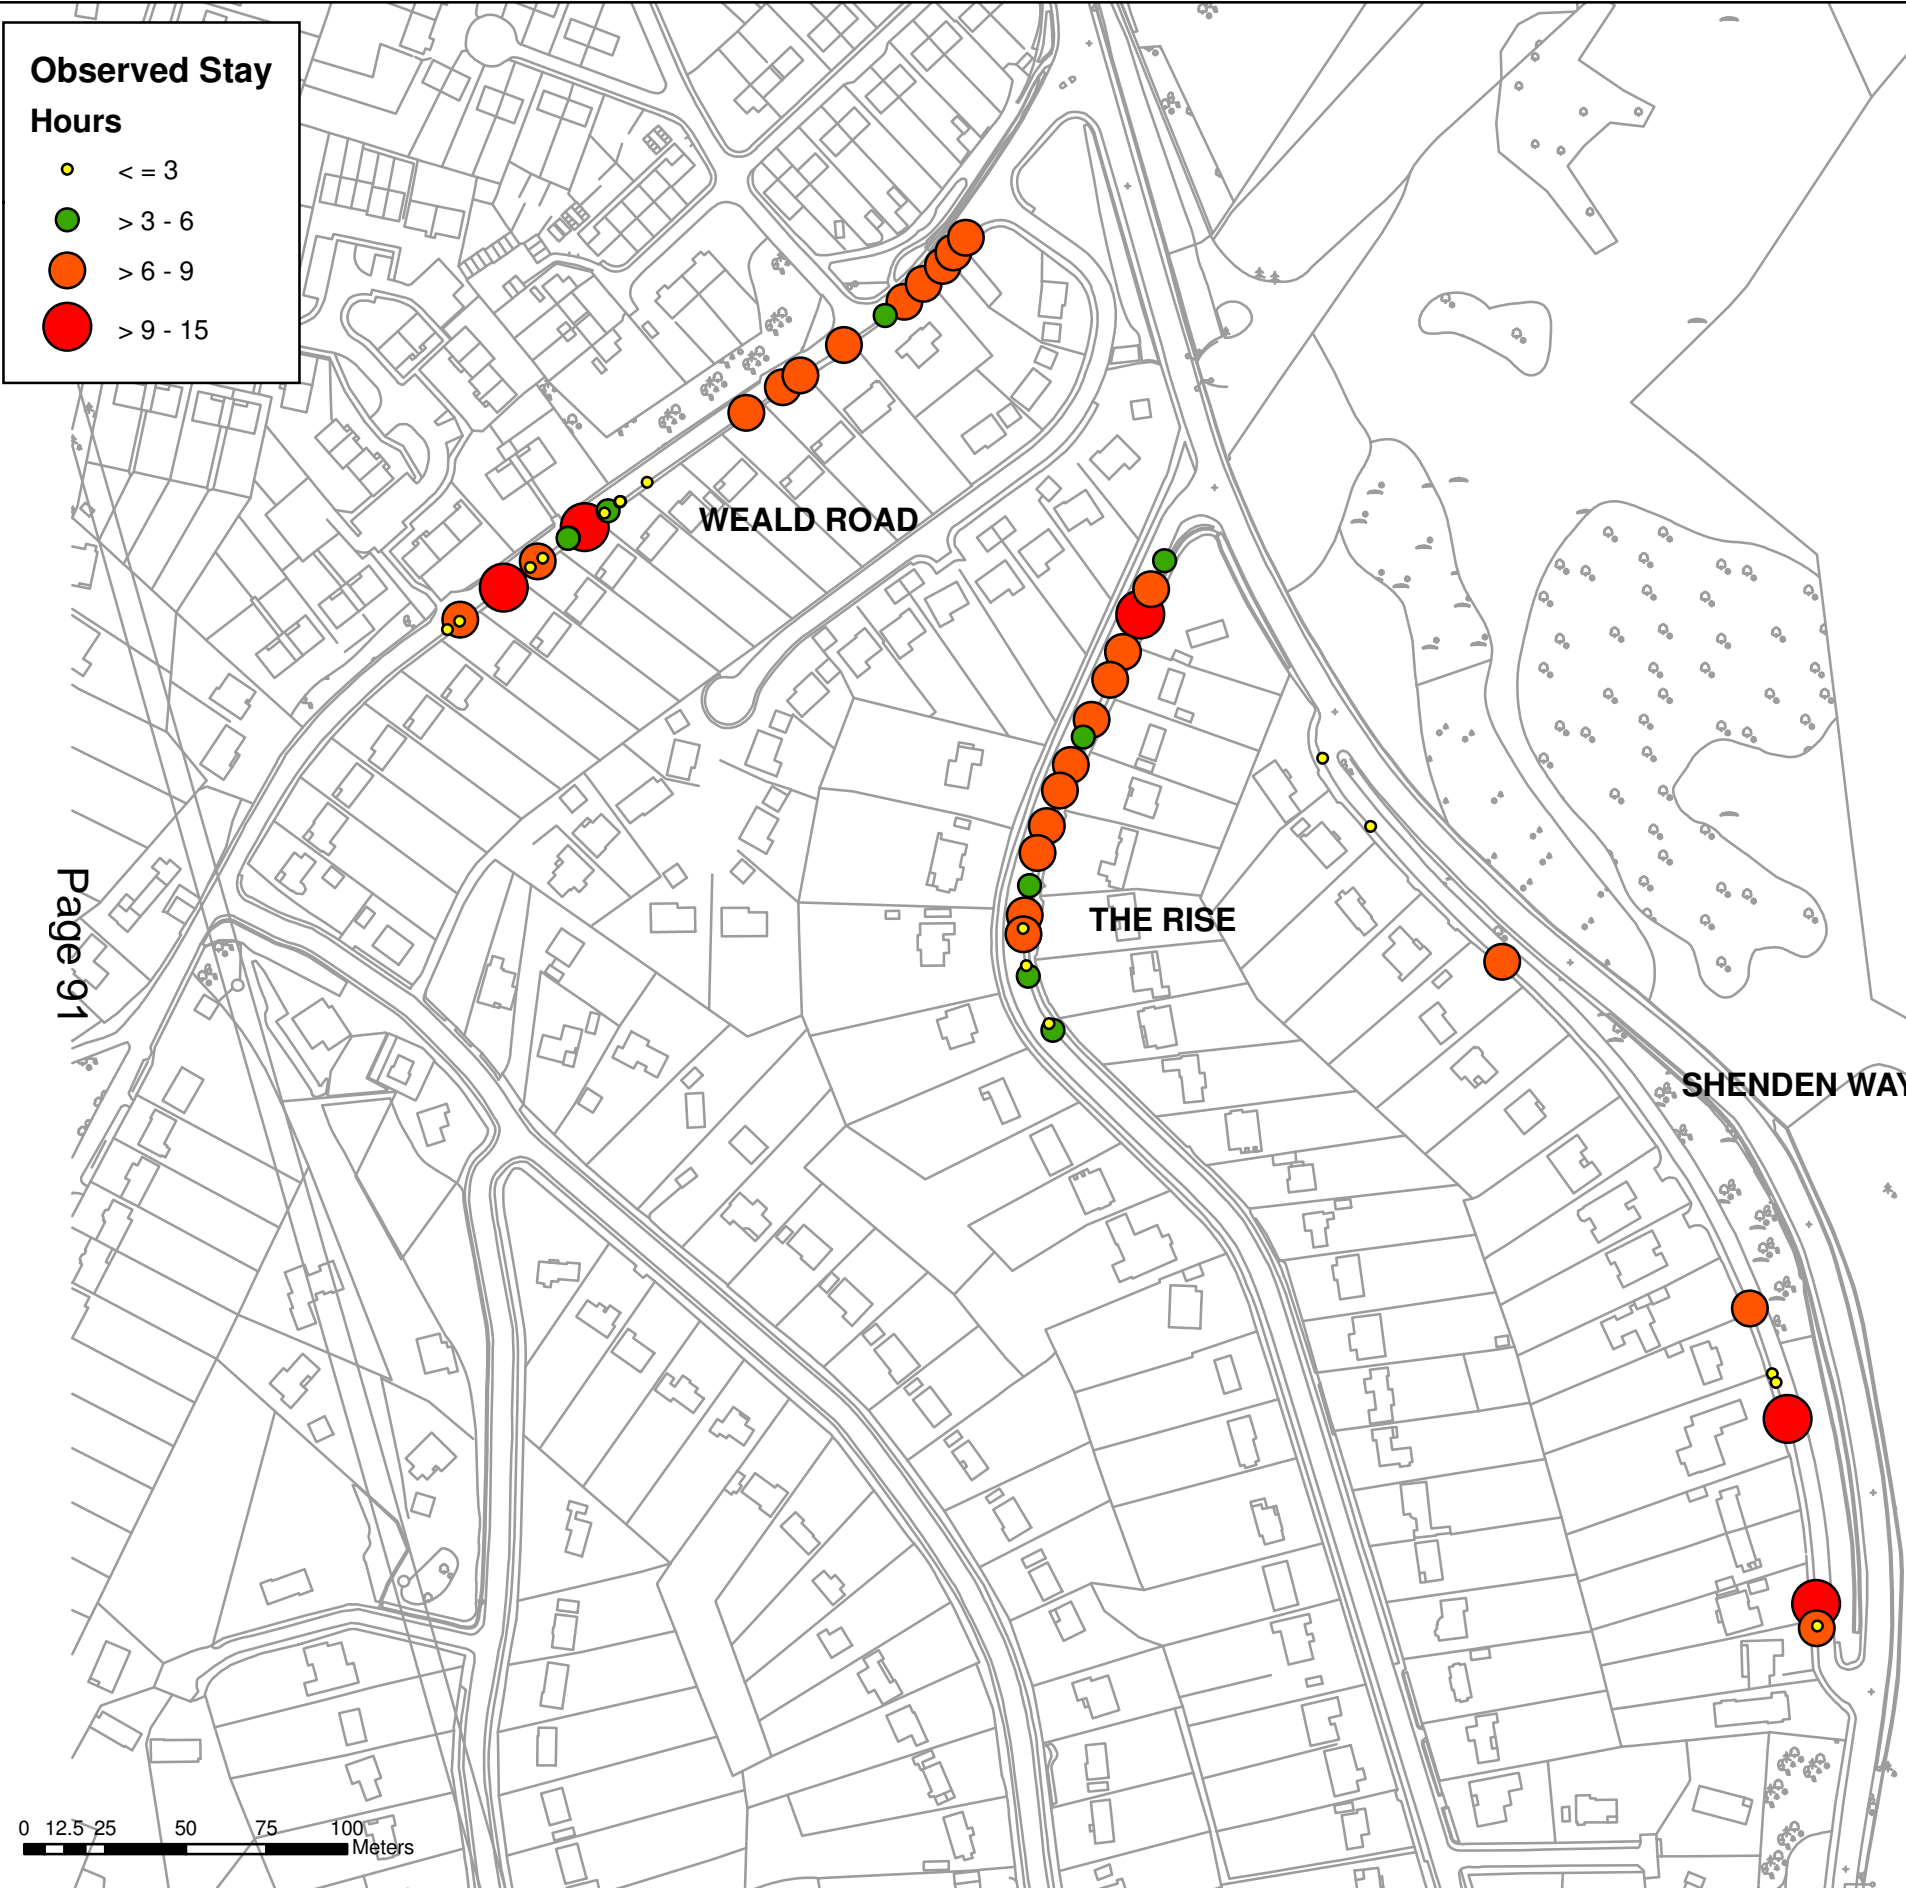 Observed Stay
Hours
< = 3
> 3 - 6
> 6 - 9
> 9 - 15
WEALD ROAD
THE RISE
SHENDEN WAY
Page 91
0 12.5 25 50 75 100
Meters